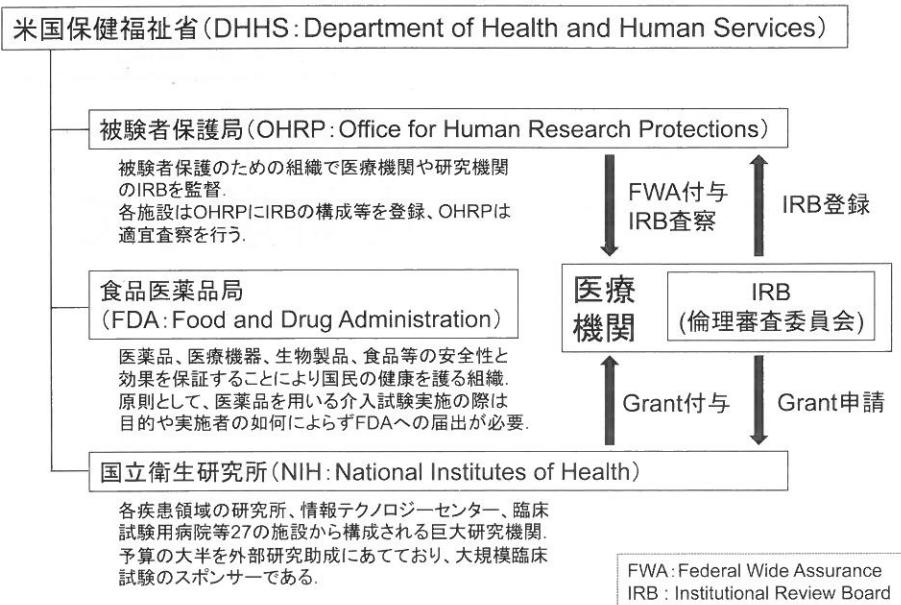 米国保健福祉省(DHHS:Department of Health and Human Services)
被験者保護局(OHRP:Office for Human Research Protections)
被験者保護のための組織で医療機関や研究機関
のIRBを監督.
各施設はOHRPにIRBの構成等を登録、OHRPは
適宜査察を行う.
FWA付与
IRB査察
IRB登録
食品医薬品局
(FDA:Food and Drug Administration)
医療
機関
IRB
(倫理審査委員会)
医薬品、医療機器、生物製品、食品等の安全性と
効果を保証することにより国民の健康を護る組織.
原則として、医薬品を用いる介入試験実施の際は
目的や実施者の如何によらずFDAへの届出が必要.
Grant付与
Grant申請
国立衛生研究所(NIH:National Institutes of Health)
各疾患領域の研究所、情報テクノロジーセンター、臨床
試験用病院等27の施設から構成される巨大研究機関.
予算の大半を外部研究助成にあてており、大規模臨床
試験のスポンサーである.
FWA:Federal Wide Assurance
IRB : Institutional Review Board